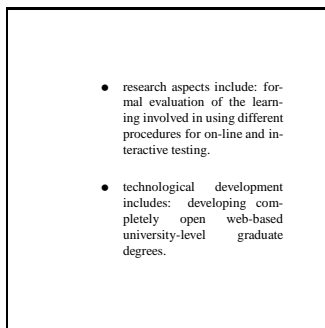 ● research aspects include: for-
mal evaluation of the learn-
ing involved in using different
procedures for on-line and in-
teractive testing.
● technological development
includes: developing com-
pletely open web-based
university-level graduate
degrees.